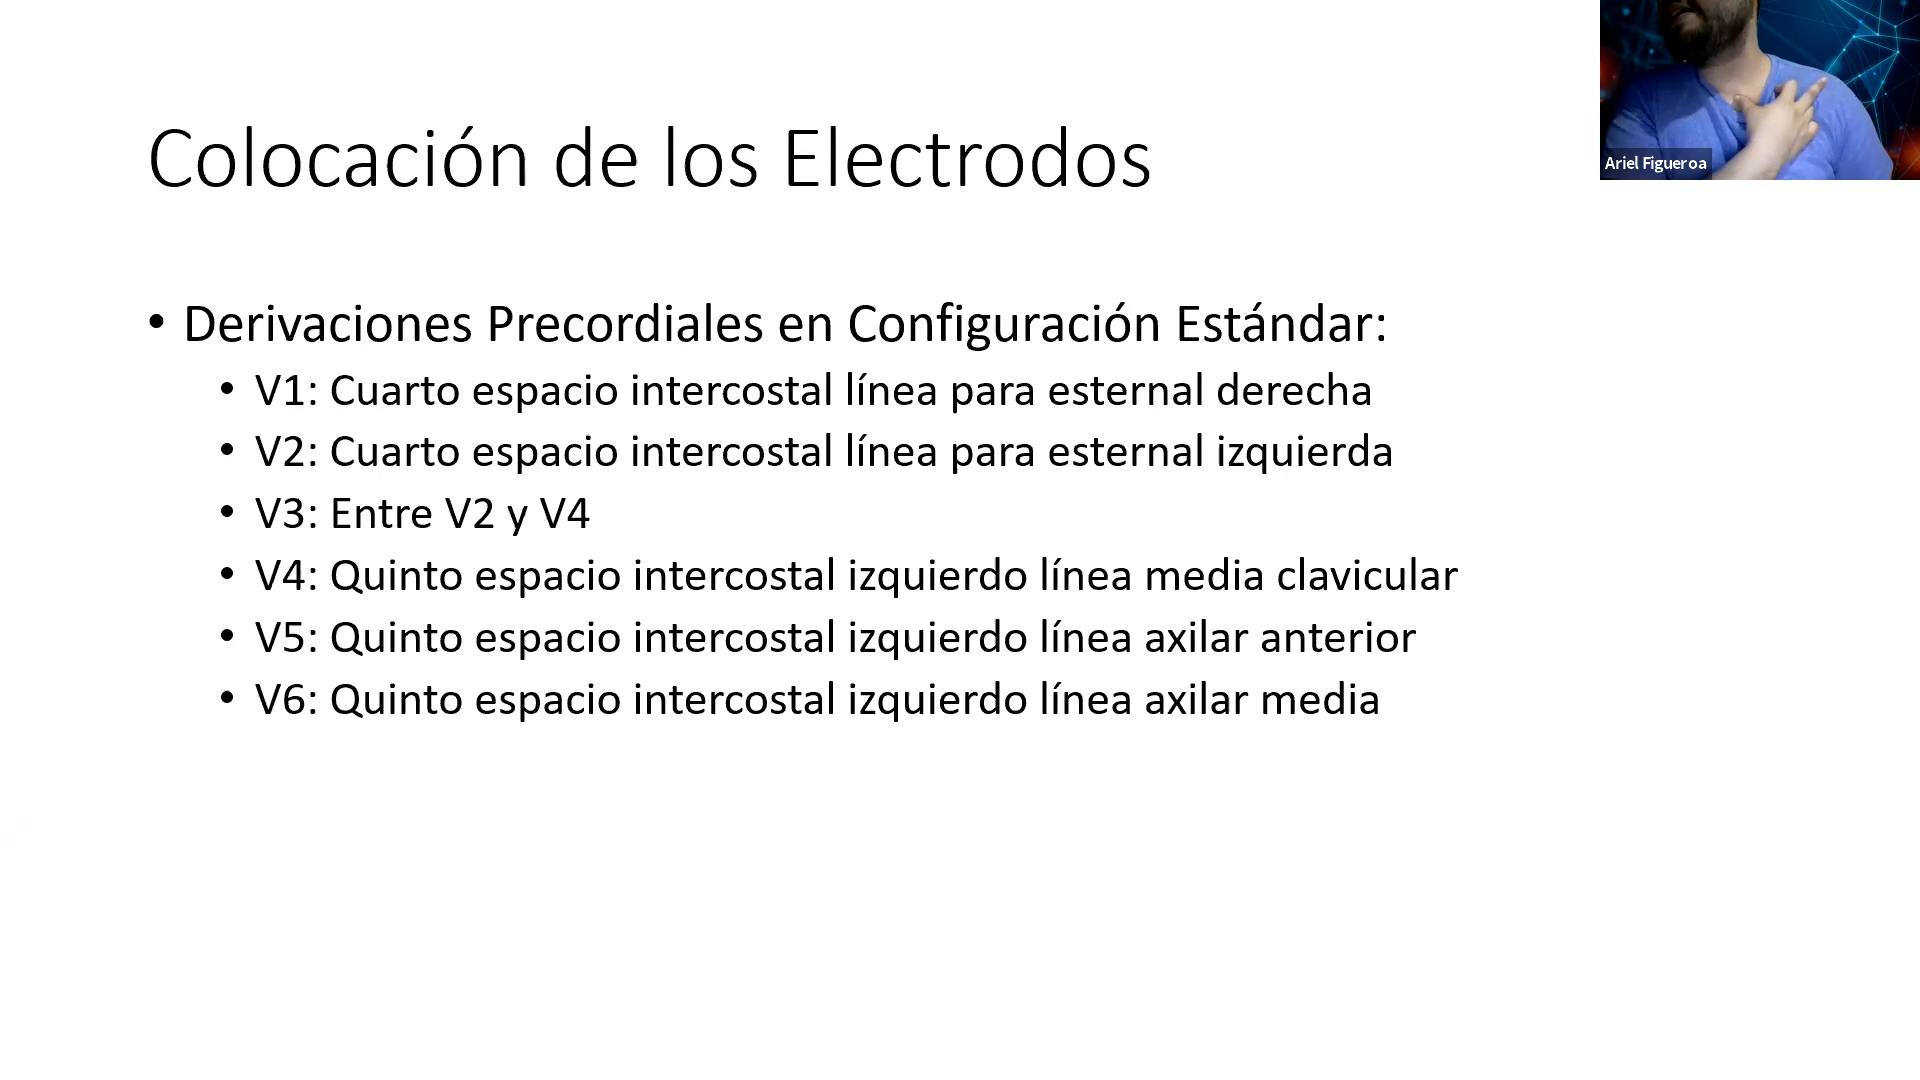 Colocación de los Electrodos
Ariel Figueroa
• Derivaciones Precordiales en Configuración Estándar:
• V1: Cuarto espacio intercostal línea para esternal derecha
• V2: Cuarto espacio intercostal línea para esternal izquierda
• V3: Entre V2 y V4
• V4: Quinto espacio intercostal izquierdo línea media clavicular
• V5: Quinto espacio intercostal izquierdo línea axilar anterior
• V6: Quinto espacio intercostal izquierdo línea axilar media